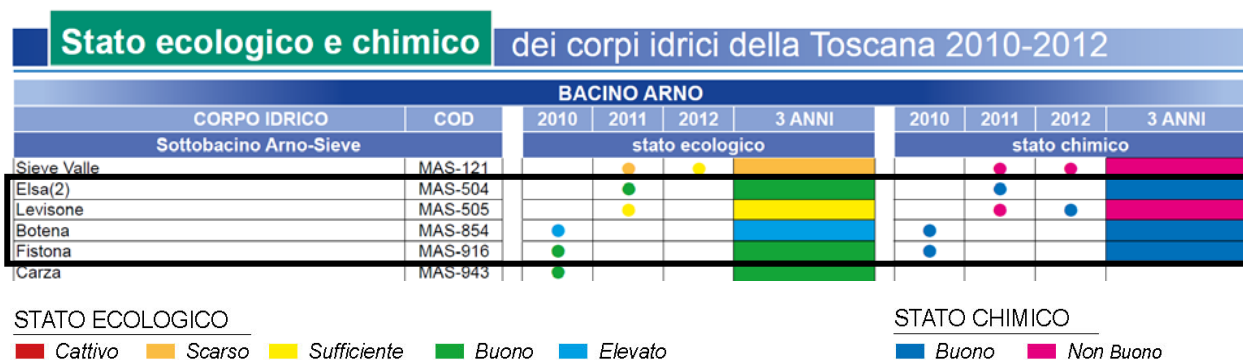 Stato ecologico e chimico dei corpi idrici della Toscana 2010-2012
BACINO ARNO
CORPO IDRICO COD 2010 2011 2012 3 ANNI 2010 2011 2012 3 ANNI
Sottobacino Arno-Sieve stato ecologico stato chimico
Sieve Valle MAS-121
Elsa(2) MAS-504
Levisone MAS-505
Botena MAS-854
Fistona MAS-916
Carza MAS-943
STATO ECOLOGICO STATO CHIMICO
Cattivo Scarso Sufficiente Buono Elevato Buono Non Buono